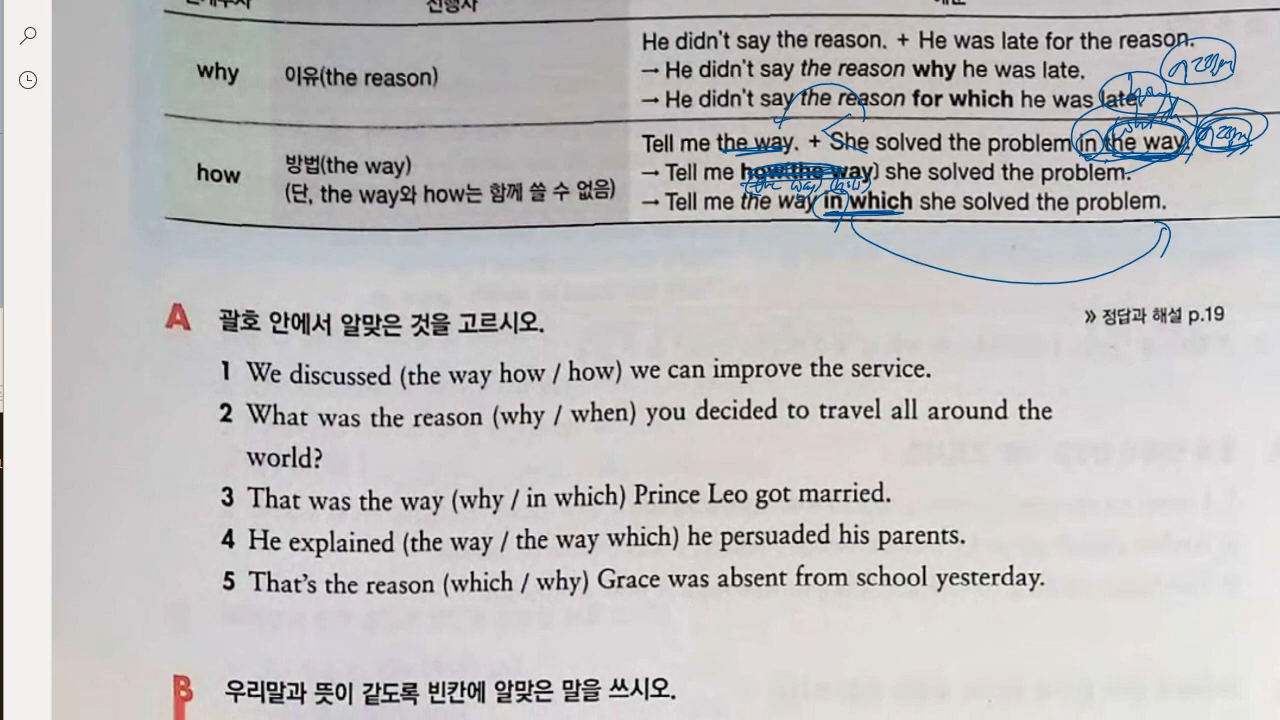 선행사
why 이유(the reason) He didn't say the reason. + He was late for the reason.
→ He didn't say the reason why he was late.
→ He didn't say the reason for which he was late.
how 방법(the way) Tell me the way. + She solved the problem in the way.
(단, the way와 how는 함께 쓸 수 없음) → Tell me how(the way) she solved the problem.
→ Tell me the way in which she solved the problem.
A 괄호 안에서 알맞은 것을 고르시오. » 정답과 해설 p.19
1 We discussed (the way how / how) we can improve the service.
2 What was the reason (why / when) you decided to travel all around the
world?
3 That was the way (why / in which) Prince Leo got married.
4 He explained (the way / the way which) he persuaded his parents.
5 That's the reason (which / why) Grace was absent from school yesterday.
B 우리말과 뜻이 같도록 빈칸에 알맞은 말을 쓰시오.